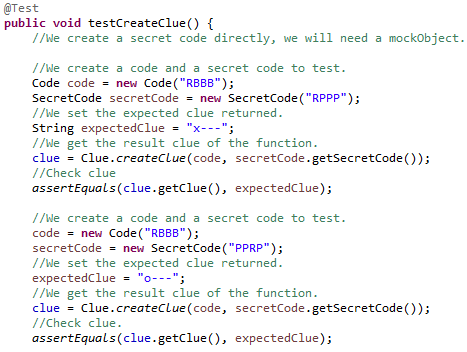 @Test
public void testCreateClue() {
    //We create a secret code directly, we will need a mockObject.

    //We create a code and a secret code to test.
    Code code = new Code("RBBB");
    SecretCode secretCode = new SecretCode("RPPP");
    //We set the expected clue returned.
    String expectedClue = "x---";
    //We get the result clue of the function.
    clue = Clue.createClue(code, secretCode.getSecretCode());
    //Check clue
    assertEquals(clue.getClue(), expectedClue);

    //We create a code and a secret code to test.
    code = new Code("RBBB");
    secretCode = new SecretCode("PPRP");
    //We set the expected clue returned.
    expectedClue = "o---";
    //We get the result clue of the function.
    clue = Clue.createClue(code, secretCode.getSecretCode());
    //Check clue.
    assertEquals(clue.getClue(), expectedClue);